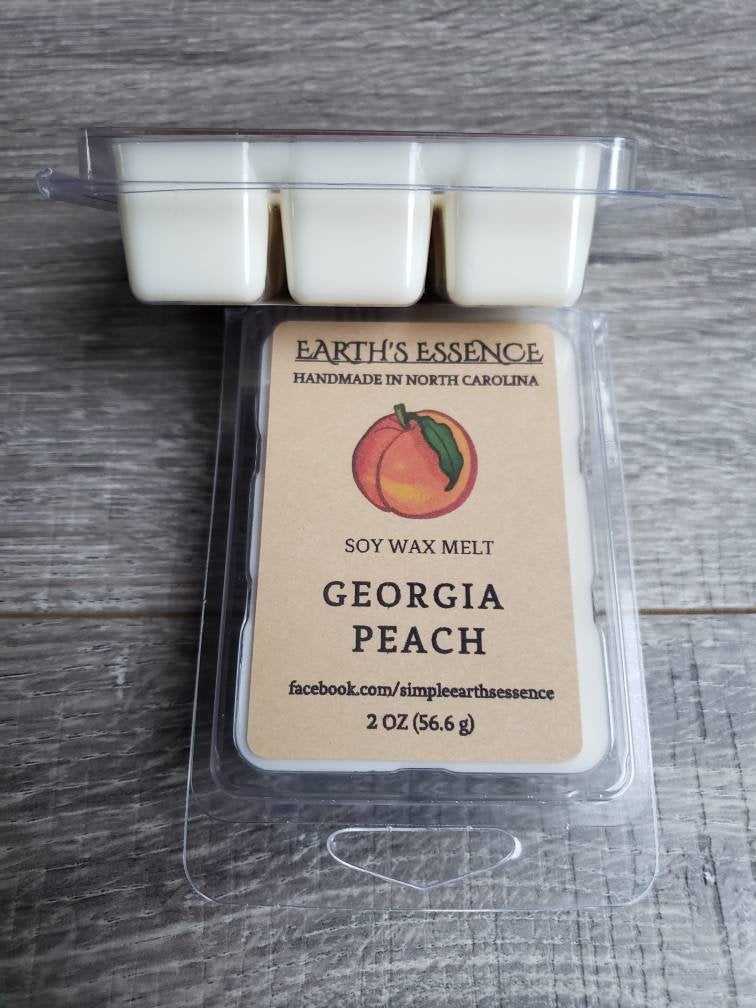 EARTH'S ESSENCE
HANDMADE IN NORTH CAROLINA
SOY WAX MELT
GEORGIA
PEACH
facebook.com/simpleearthsessence
2 OZ (56.6 g)